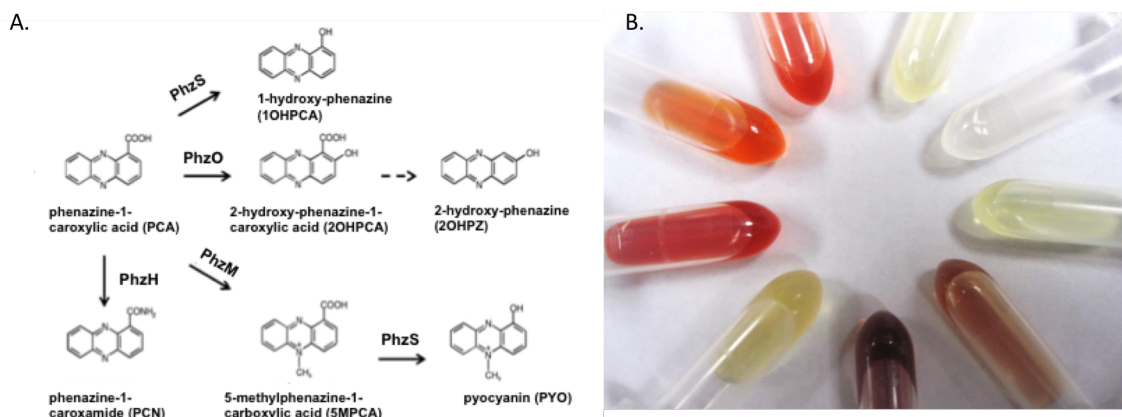 A.
B.
OH
N
N
PhzS
1-hydroxy-phenazine
(1OHPCA)
COOH
N
N
PhzO
COOH
OH
N
N
OH
N
N
phenazine-1-
caroxylic acid (PCA)
2-hydroxy-phenazine-1-
caroxylic acid (2OHPCA)
2-hydroxy-phenazine
(2OHPZ)
PhzM
PhzH
CONH₂
N
N
COOH
N
N+
CH₃
PhzS
OH
N
N+
CH₃
phenazine-1-
caroxamide (PCN)
5-methylphenazine-1-
carboxylic acid (5MPCA)
pyocyanin (PYO)